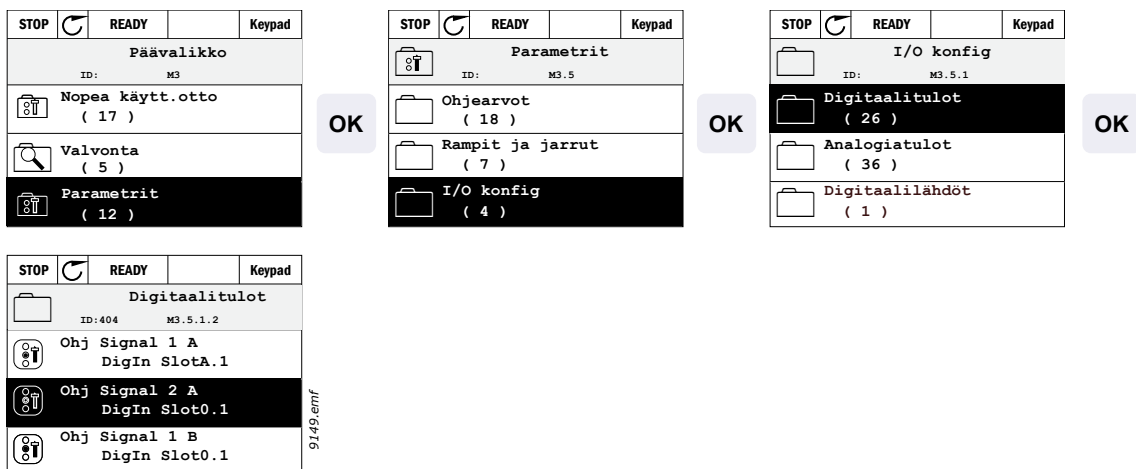 STOP READY Keypad
Päävalikko
ID: M3
Nopea käytt.otto
( 17 )
Valvonta
( 5 )
Parametrit
( 12 )
OK
STOP READY Keypad
Parametrit
ID: M3.5
Ohjearvot
( 18 )
Rampit ja jarrut
( 7 )
I/O konfig
( 4 )
OK
STOP READY Keypad
I/O konfig
ID: M3.5.1
Digitaalitulot
( 26 )
Analogiatulot
( 36 )
Digitaalilähdöt
( 1 )
OK
STOP READY Keypad
Digitaalitulot
ID:404 M3.5.1.2
Ohj Signal 1 A
DigIn SlotA.1
Ohj Signal 2 A
DigIn Slot0.1
Ohj Signal 1 B
DigIn Slot0.1
9149.emf